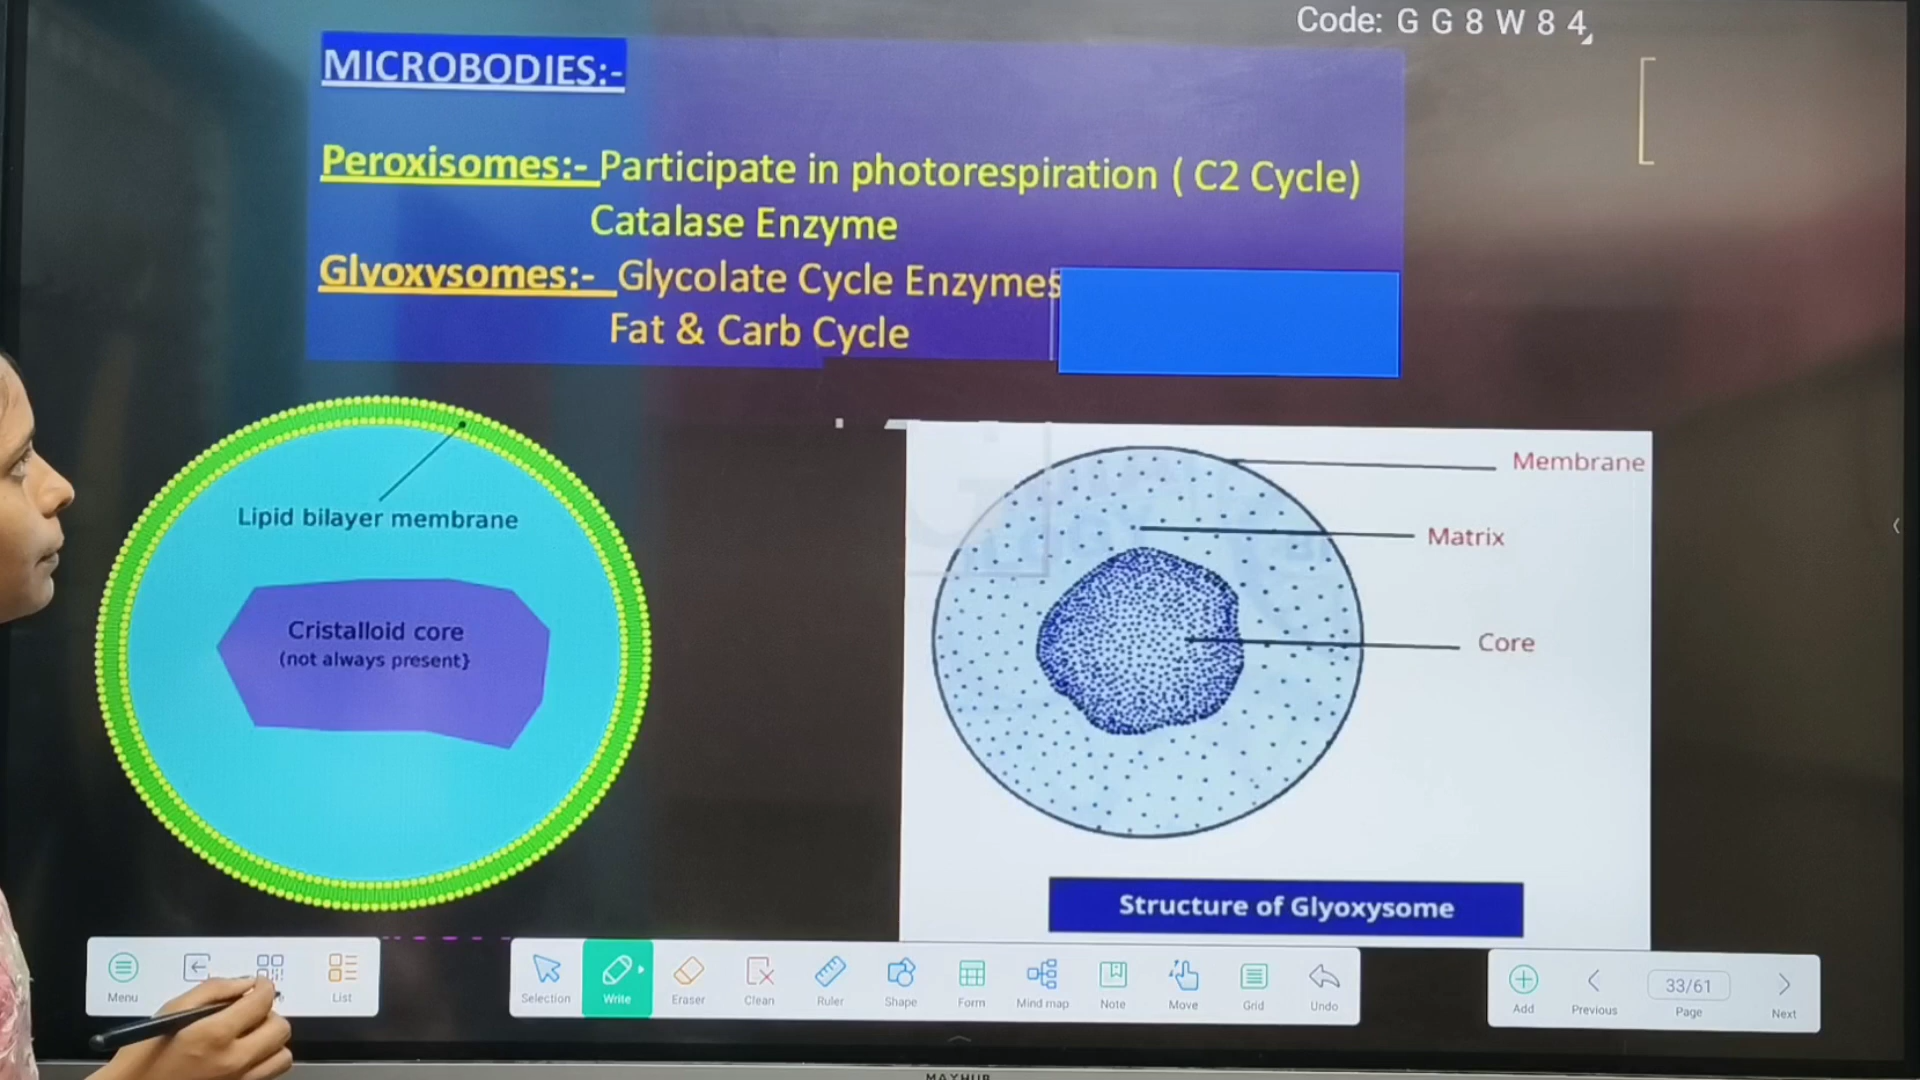 Code: G G 8 W 8 4
MICROBODIES:-
Peroxisomes:- Participate in photorespiration ( C2 Cycle)
Catalase Enzyme
Glyoxysomes:- Glycolate Cycle Enzymes
Fat & Carb Cycle
Lipid bilayer membrane
Cristalloid core
(not always present}
Membrane
Matrix
Core
Structure of Glyoxysome
Menu
List
Selection
Write
Eraser
Clean
Ruler
Shape
Form
Mind map
Note
Move
Grid
Undo
Add
Previous
33/61
Page
Next